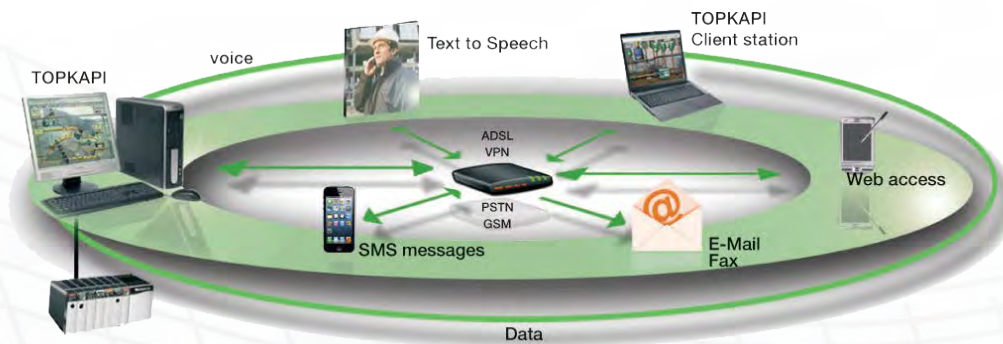 voice
Text to Speech
TOPKAPI
Client station
TOPKAPI
ADSL
VPN
Web access
PSTN
GSM
SMS messages
@
E-Mail
Fax
Data